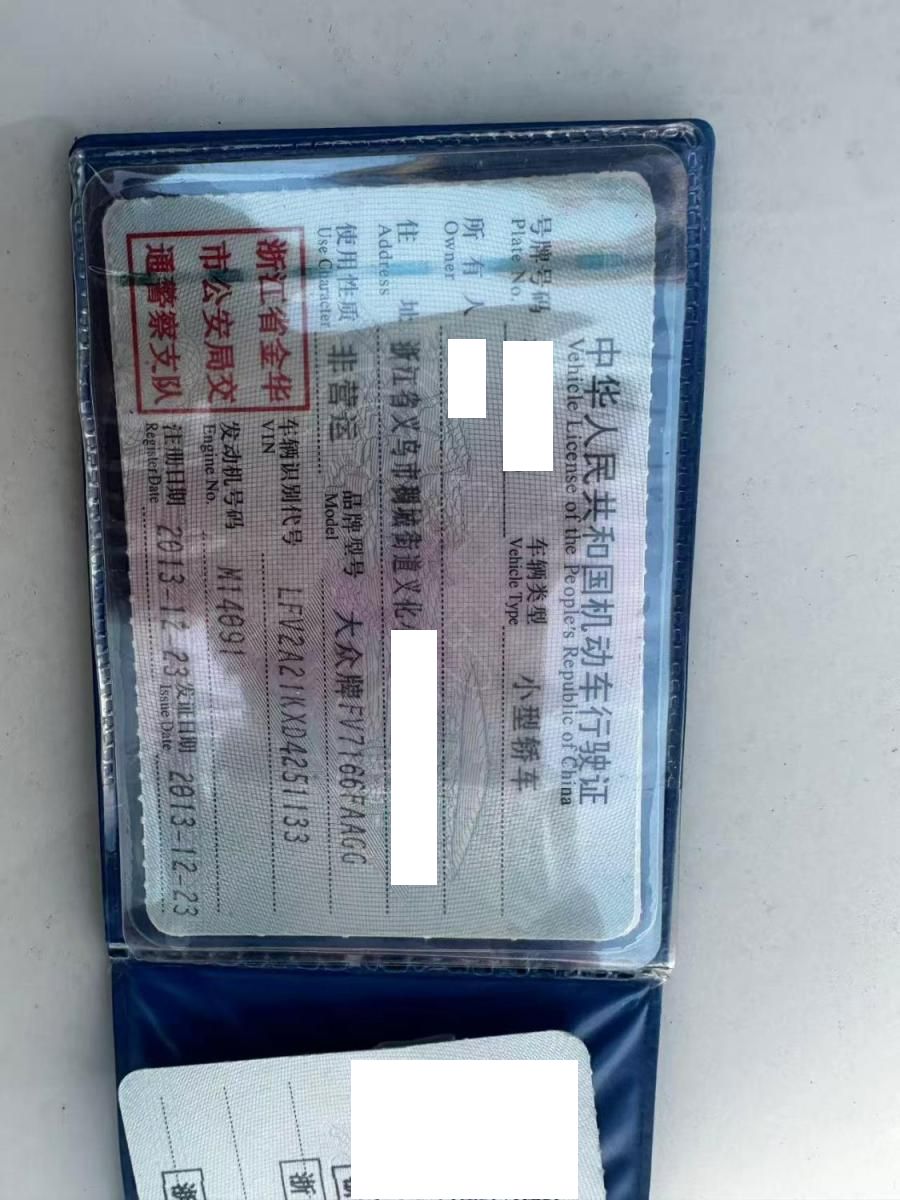 中华人民共和国机动车行驶证
Vehicle License of the People's Republic of China
号牌号码
Plate No.
车辆类型 小型轿车
Vehicle Type
所有人
Owner
住址 浙江省义乌市稠城街道义化
Address
使用性质 非营运
Use Character
品牌型号 大众牌FV7166FAAGG
Model
浙江省金华
市公安局交
通警察支队
车辆识别代号 LFV2A21KXD4251133
VIN
发动机号码 M14091
Engine No.
注册日期 2013-12-23
Register Date
发证日期 2013-12-23
Issue Date
浙
浙